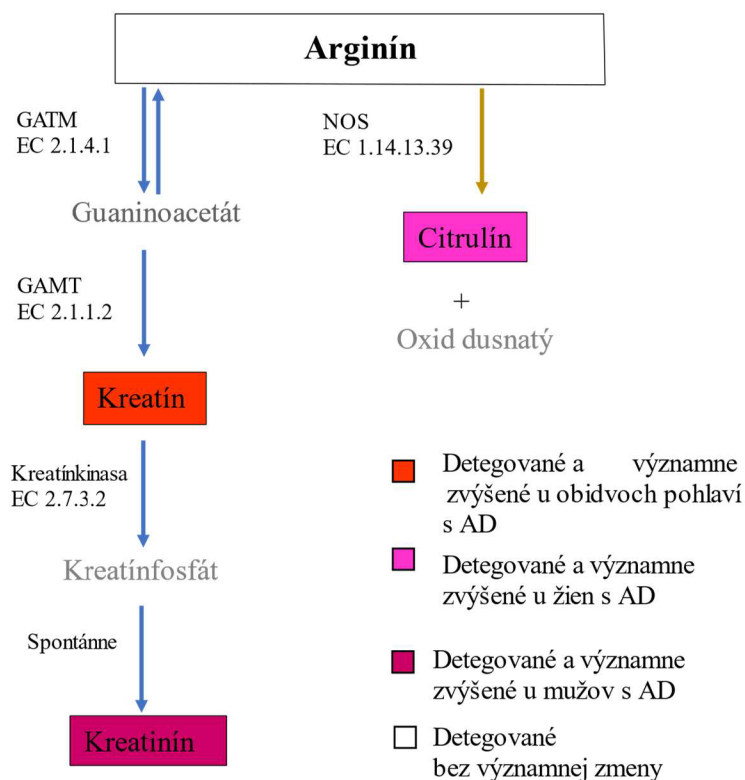 Arginín
GATM
EC 2.1.4.1
NOS
EC 1.14.13.39
Guaninoacetát
Citrulín
GAMT
EC 2.1.1.2
+
Oxid dusnatý
Kreatín
Kreatínkinasa
EC 2.7.3.2
Kreatínfosfát
Spontánne
Kreatinín
Detegované a významne
zvýšené u obidvoch pohlaví
s AD
Detegované a významne
zvýšené u žien s AD
Detegované a významne
zvýšené u mužov s AD
Detegované
bez významnej zmeny